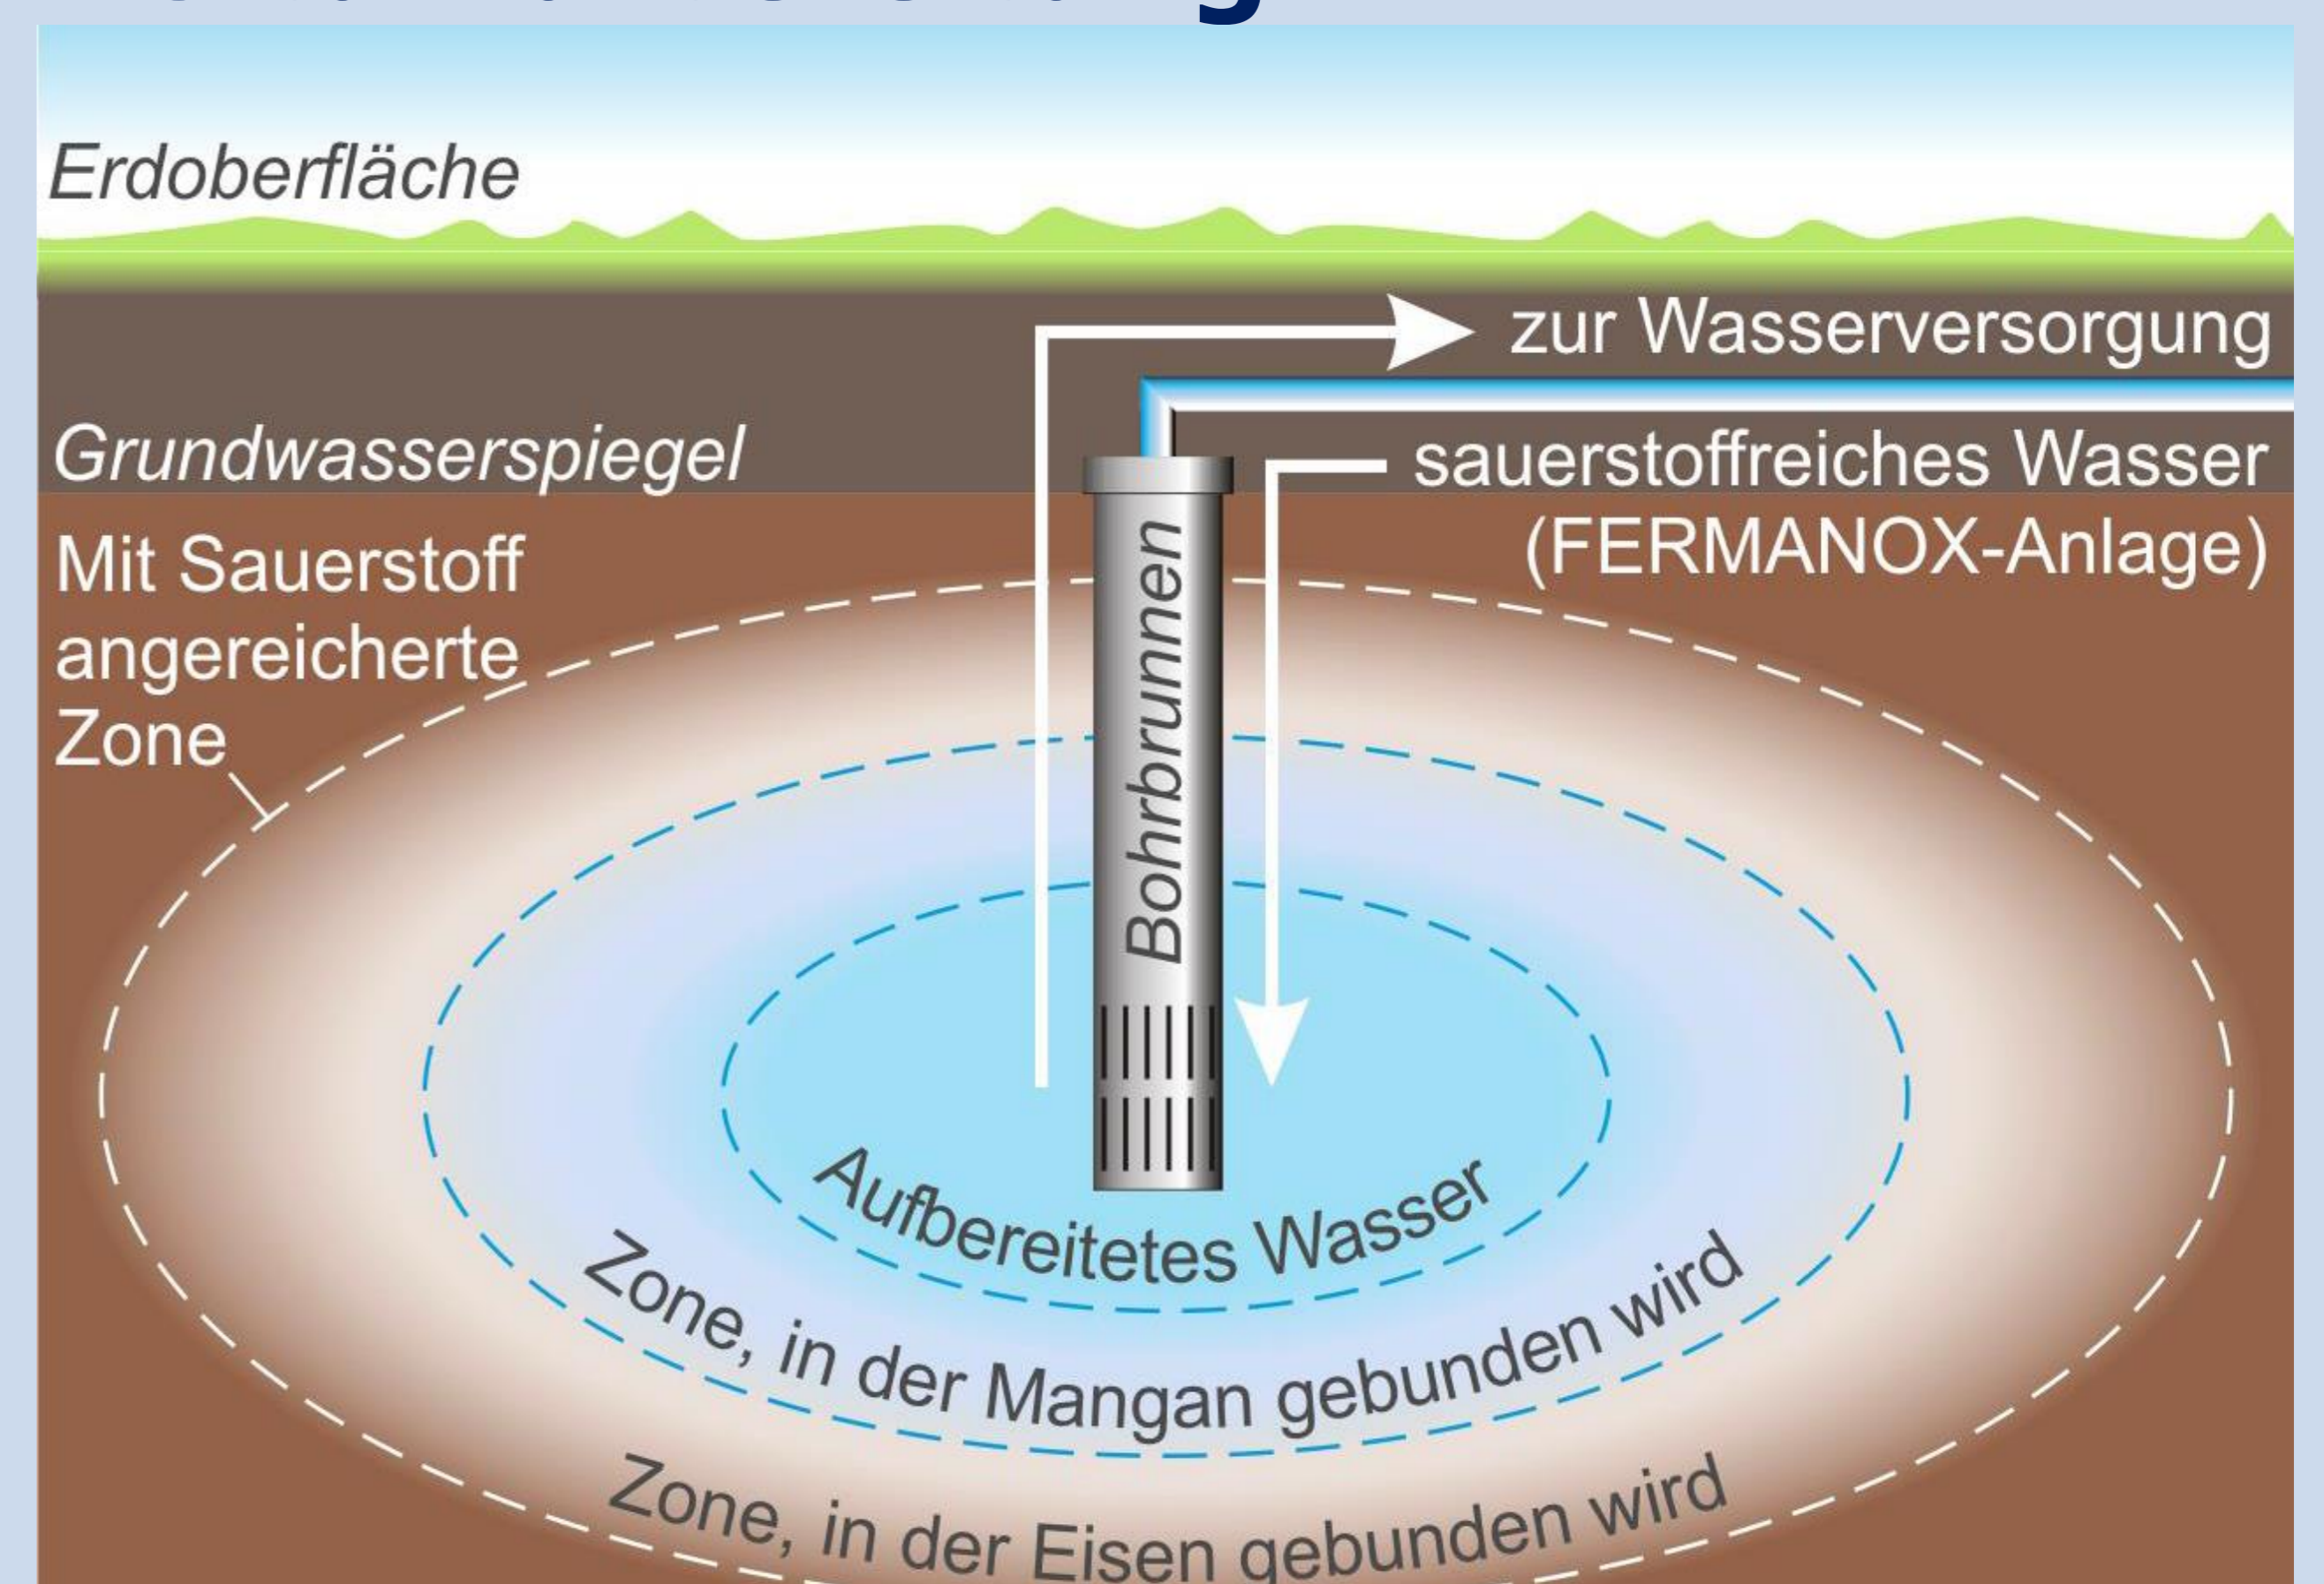 Erdoberfläche
zur Wasserversorgung
Grundwasserspiegel
sauerstoffreiches Wasser
(FERMANOX-Anlage)
Mit Sauerstoff
angereicherte
Zone
Bohrbrunnen
Aufbereitetes Wasser
Zone, in der Mangan gebunden wird
Zone, in der Eisen gebunden wird